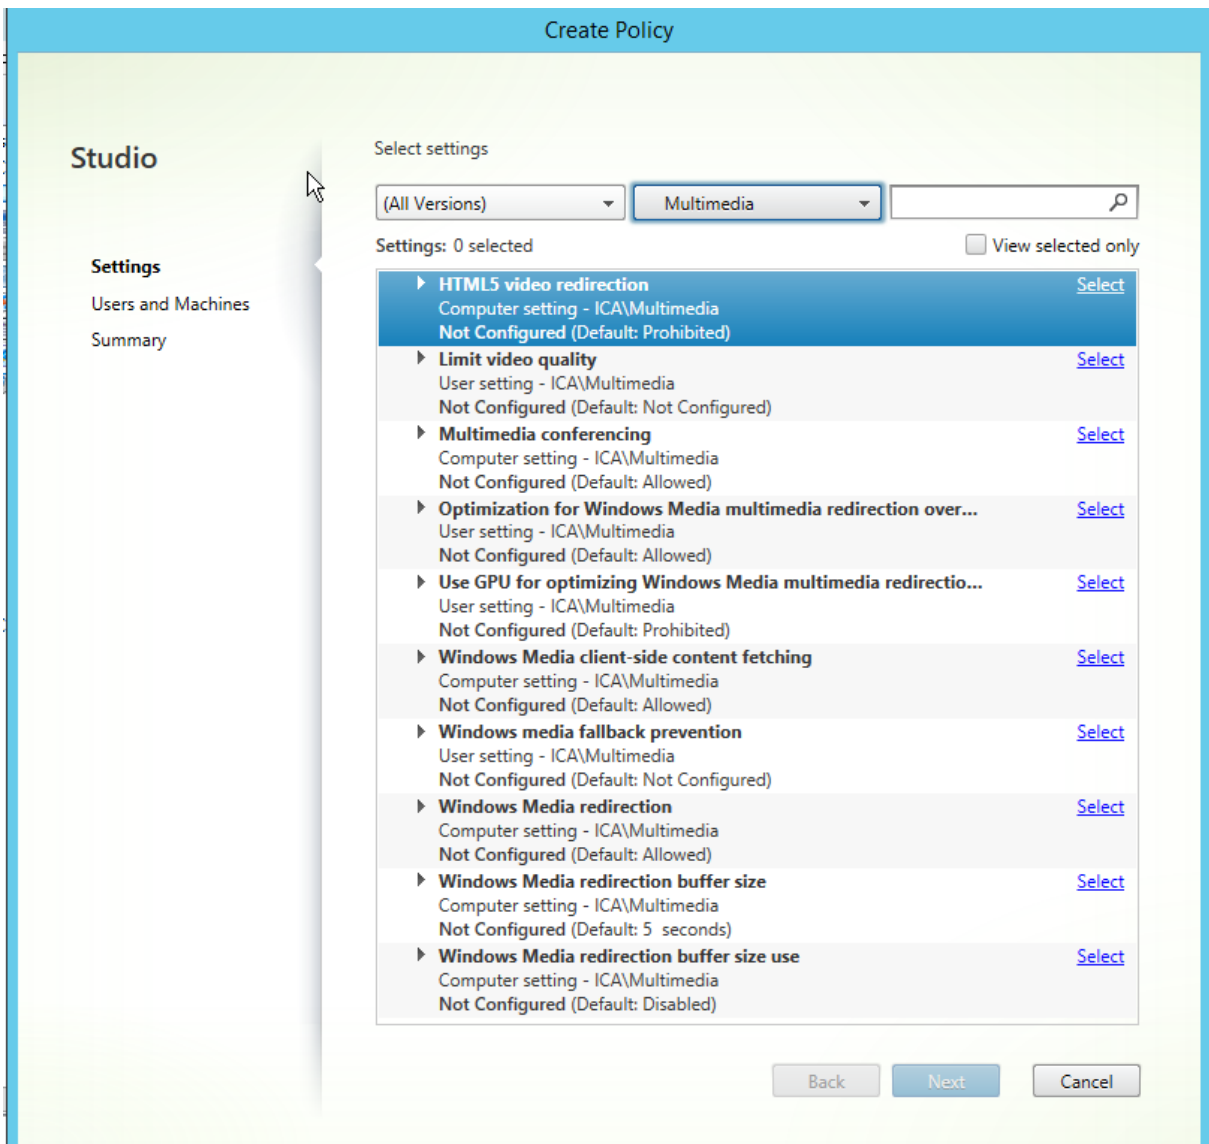 Create Policy
Studio
Settings
Users and Machines
Summary
Select settings
(All Versions)
Multimedia
Settings: 0 selected
View selected only
HTML5 video redirection
Select
Computer setting - ICA\Multimedia
Not Configured (Default: Prohibited)
Limit video quality
Select
User setting - ICA\Multimedia
Not Configured (Default: Not Configured)
Multimedia conferencing
Select
Computer setting - ICA\Multimedia
Not Configured (Default: Allowed)
Optimization for Windows Media multimedia redirection over...
Select
User setting - ICA\Multimedia
Not Configured (Default: Allowed)
Use GPU for optimizing Windows Media multimedia redirectio...
Select
User setting - ICA\Multimedia
Not Configured (Default: Prohibited)
Windows Media client-side content fetching
Select
Computer setting - ICA\Multimedia
Not Configured (Default: Allowed)
Windows media fallback prevention
Select
User setting - ICA\Multimedia
Not Configured (Default: Not Configured)
Windows Media redirection
Select
Computer setting - ICA\Multimedia
Not Configured (Default: Allowed)
Windows Media redirection buffer size
Select
Computer setting - ICA\Multimedia
Not Configured (Default: 5 seconds)
Windows Media redirection buffer size use
Select
Computer setting - ICA\Multimedia
Not Configured (Default: Disabled)
Back
Next
Cancel